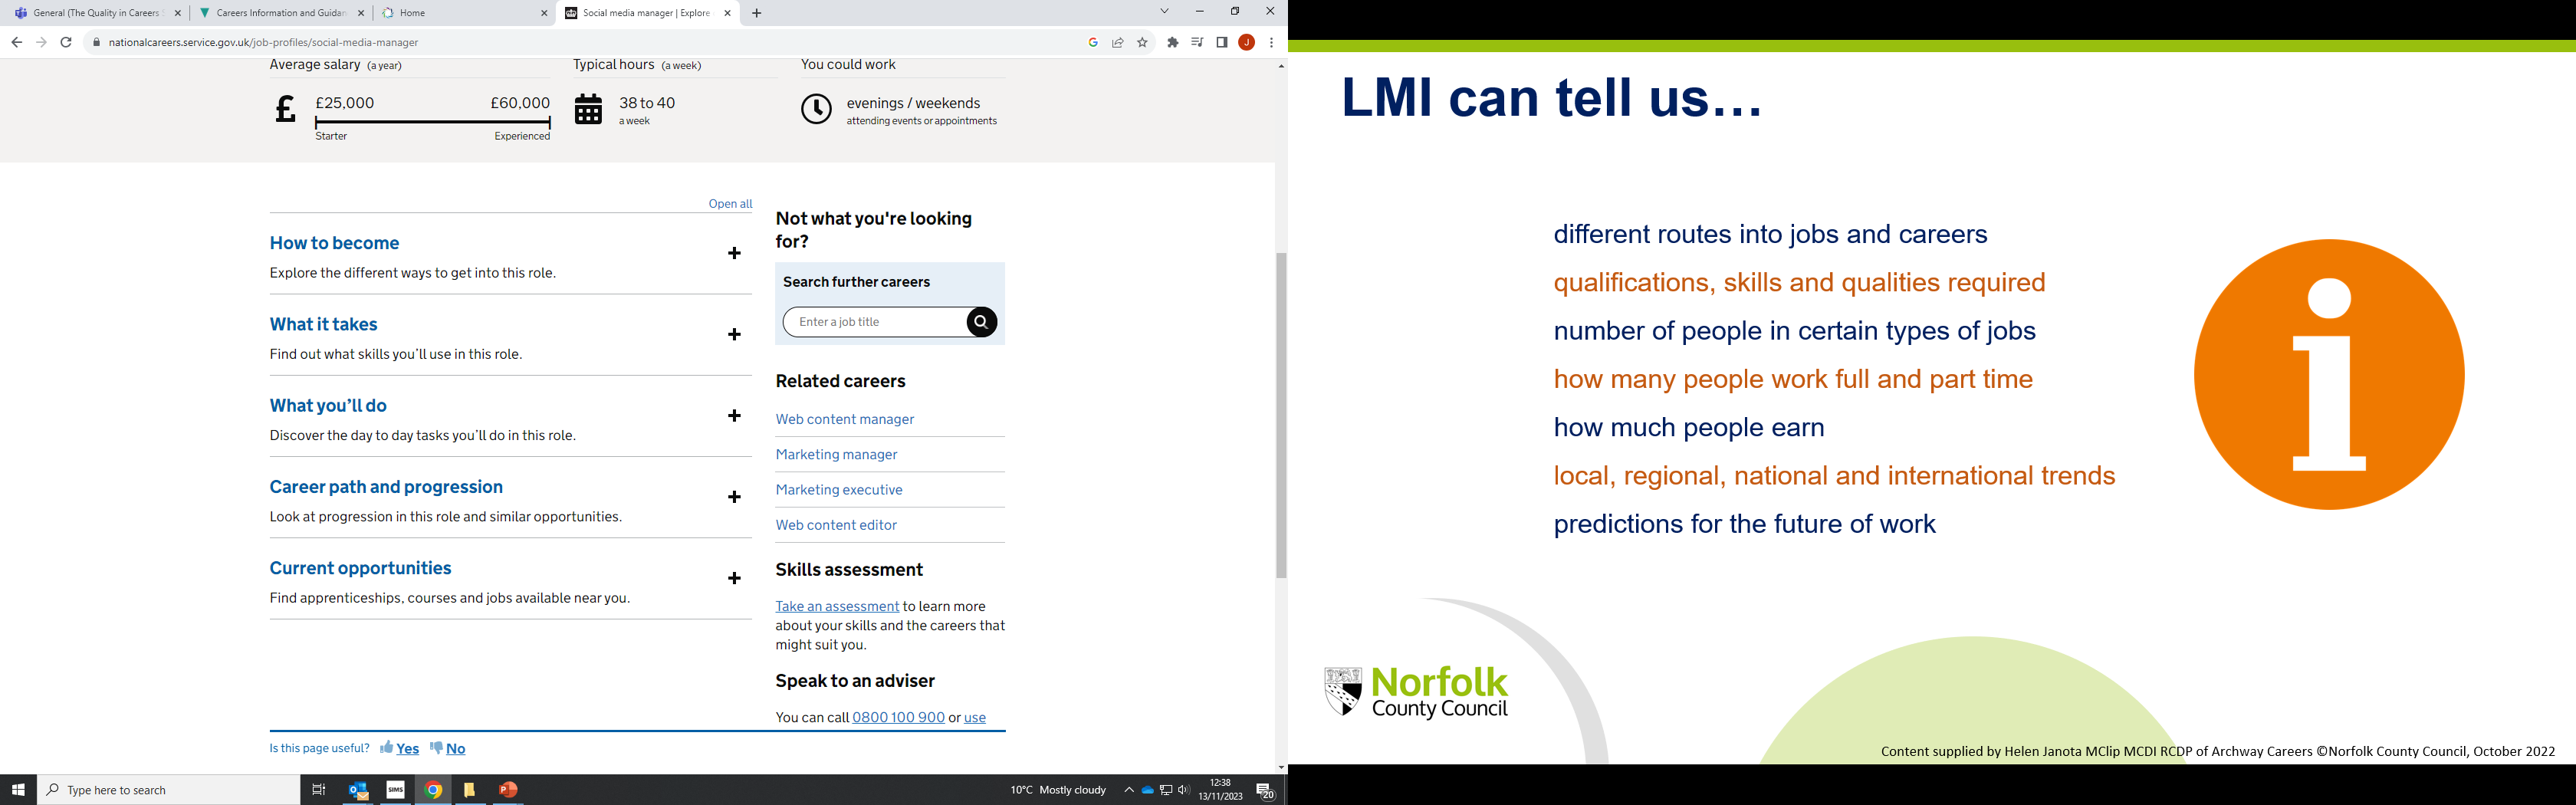 General (The Quality in Careers
Careers Information and Guidan
Home
Social media manager | Explore
nationalcareers.service.gov.uk/job-profiles/social-media-manager
J
Average salary (a year)
Typical hours (a week)
You could work
£
£25,000
£60,000
Starter
Experienced
38 to 40
a week
evenings / weekends
attending events or appointments
Open all
How to become
Explore the different ways to get into this role.
What it takes
Find out what skills you'll use in this role.
What you'll do
Discover the day to day tasks you'll do in this role.
Career path and progression
Look at progression in this role and similar opportunities.
Current opportunities
Find apprenticeships, courses and jobs available near you.
Not what you're looking
for?
Search further careers
Enter a job title
Related careers
Web content manager
Marketing manager
Marketing executive
Web content editor
Skills assessment
Take an assessment to learn more
about your skills and the careers that
might suit you.
Speak to an adviser
You can call 0800 100 900 or use
Is this page useful? Yes No
Type here to search
SIMS
10°C Mostly cloudy
12:38
13/11/2023
20
LMI can tell us…
different routes into jobs and careers
qualifications, skills and qualities required
number of people in certain types of jobs
how many people work full and part time
how much people earn
local, regional, national and international trends
predictions for the future of work
i
Norfolk
County Council
Content supplied by Helen Janota MClip MCDI RCDP of Archway Careers ©Norfolk County Council, October 2022